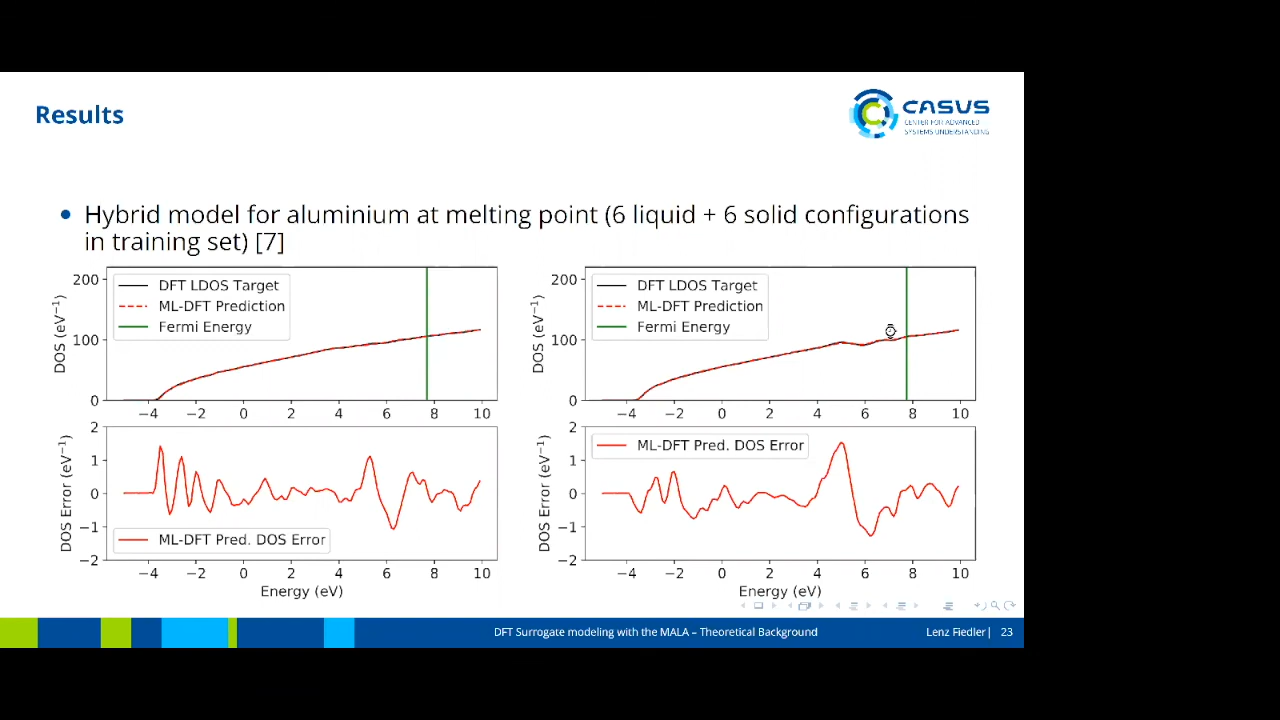 Results
CASUS
CENTER FOR ADVANCED
SYSTEMS UNDERSTANDING
• Hybrid model for aluminium at melting point (6 liquid + 6 solid configurations
in training set) [7]
DOS (eV⁻¹)
200
100
0
DFT LDOS Target
ML-DFT Prediction
Fermi Energy
−4 −2 0 2 4 6 8 10
DOS (eV⁻¹)
200
100
0
DFT LDOS Target
ML-DFT Prediction
Fermi Energy
−4 −2 0 2 4 6 8 10
DOS Error (eV⁻¹)
2
1
0
−1
−2
ML-DFT Pred. DOS Error
−4 −2 0 2 4 6 8 10
Energy (eV)
DOS Error (eV⁻¹)
2
1
0
−1
−2
ML-DFT Pred. DOS Error
−4 −2 0 2 4 6 8 10
Energy (eV)
DFT Surrogate modeling with the MALA – Theoretical Background
Lenz Fiedler| 23